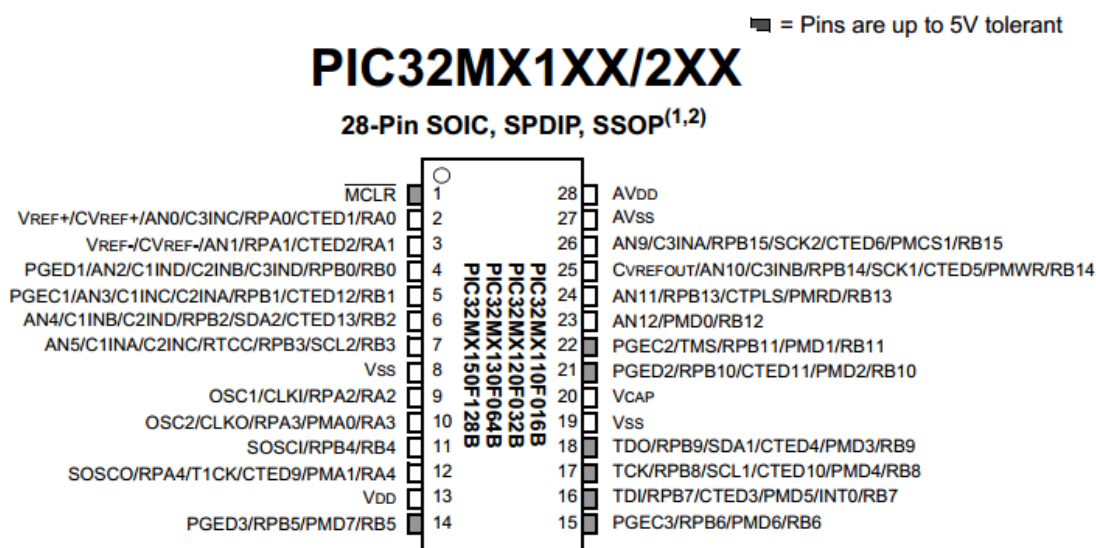 = Pins are up to 5V tolerant
PIC32MX1XX/2XX
28-Pin SOIC, SPDIP, SSOP(1,2)
MCLR 1
VREF+/CVREF+/AN0/C3INC/RPA0/CTED1/RA0 2
VREF-/CVREF-/AN1/RPA1/CTED2/RA1 3
PGED1/AN2/C1IND/C2INB/C3IND/RPB0/RB0 4
PGEC1/AN3/C1INC/C2INA/RPB1/CTED12/RB1 5
AN4/C1INB/C2IND/RPB2/SDA2/CTED13/RB2 6
AN5/C1INA/C2INC/RTCC/RPB3/SCL2/RB3 7
VSS 8
OSC1/CLKI/RPA2/RA2 9
OSC2/CLKO/RPA3/PMA0/RA3 10
SOSCI/RPB4/RB4 11
SOSCO/RPA4/T1CK/CTED9/PMA1/RA4 12
VDD 13
PGED3/RPB5/PMD7/RB5 14
PIC32MX110F016B
PIC32MX120F032B
PIC32MX130F064B
PIC32MX150F128B
28 AVDD
27 AVSS
26 AN9/C3INA/RPB15/SCK2/CTED6/PMCS1/RB15
25 CVREFOUT/AN10/C3INB/RPB14/SCK1/CTED5/PMWR/RB14
24 AN11/RPB13/CTPLS/PMRD/RB13
23 AN12/PMD0/RB12
22 PGEC2/TMS/RPB11/PMD1/RB11
21 PGED2/RPB10/CTED11/PMD2/RB10
20 VCAP
19 VSS
18 TDO/RPB9/SDA1/CTED4/PMD3/RB9
17 TCK/RPB8/SCL1/CTED10/PMD4/RB8
16 TDI/RPB7/CTED3/PMD5/INT0/RB7
15 PGEC3/RPB6/PMD6/RB6